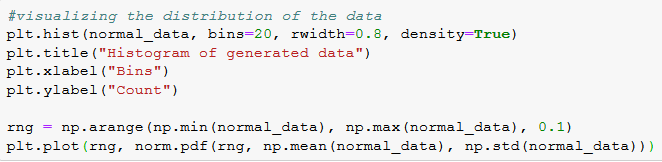 #visualizing the distribution of the data
plt.hist(normal_data, bins=20, rwidth=0.8, density=True)
plt.title("Histogram of generated data")
plt.xlabel("Bins")
plt.ylabel("Count")
rng = np.arange(np.min(normal_data), np.max(normal_data), 0.1)
plt.plot(rng, norm.pdf(rng, np.mean(normal_data), np.std(normal_data)))